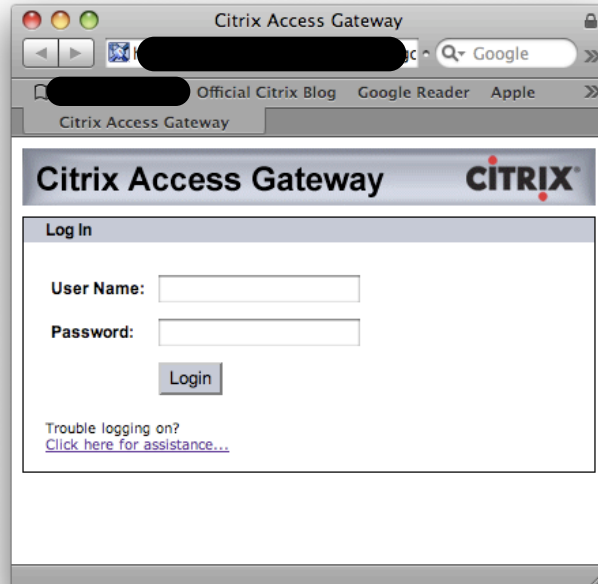 Citrix Access Gateway
Google
Official Citrix Blog Google Reader Apple
Citrix Access Gateway
Citrix Access Gateway CITRIX
Log In
User Name:
Password:
Login
Trouble logging on?
Click here for assistance...